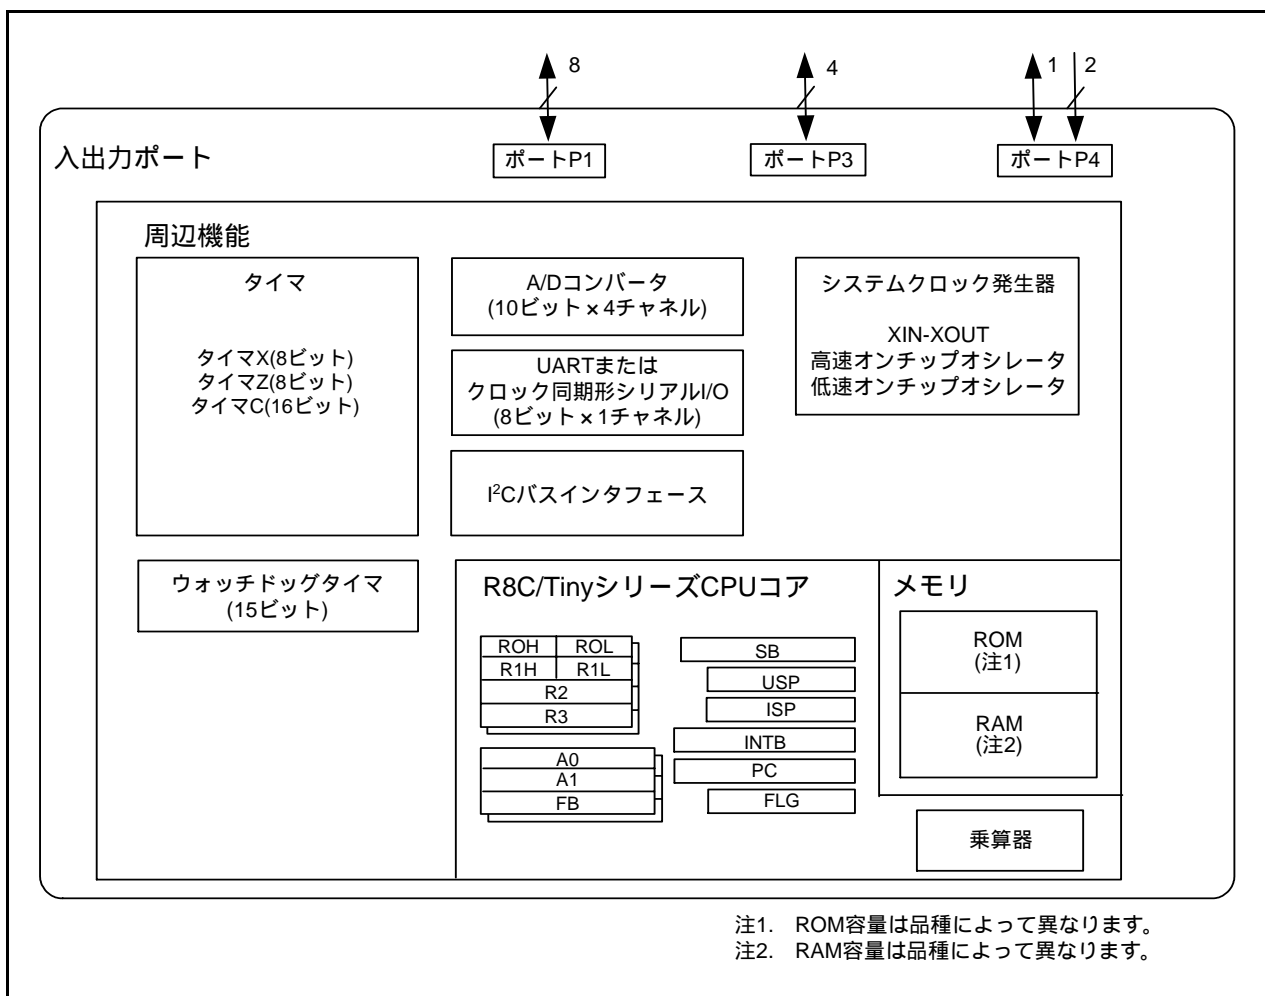 8
4
1
2
入出力ポート
ポートP1
ポートP3
ポートP4
周辺機能
タイマ
タイマX(8ビット)
タイマZ(8ビット)
タイマC(16ビット)
A/Dコンバータ
(10ビット×4チャネル)
UARTまたは
クロック同期形シリアルI/O
(8ビット×1チャネル)
I²Cバスインタフェース
システムクロック発生器
XIN-XOUT
高速オンチップオシレータ
低速オンチップオシレータ
ウォッチドッグタイマ
(15ビット)
R8C/TinyシリーズCPUコア
ROH
ROL
R1H
R1L
R2
R3
A0
A1
FB
SB
USP
ISP
INTB
PC
FLG
メモリ
ROM
(注1)
RAM
(注2)
乗算器
注1. ROM容量は品種によって異なります。
注2. RAM容量は品種によって異なります。